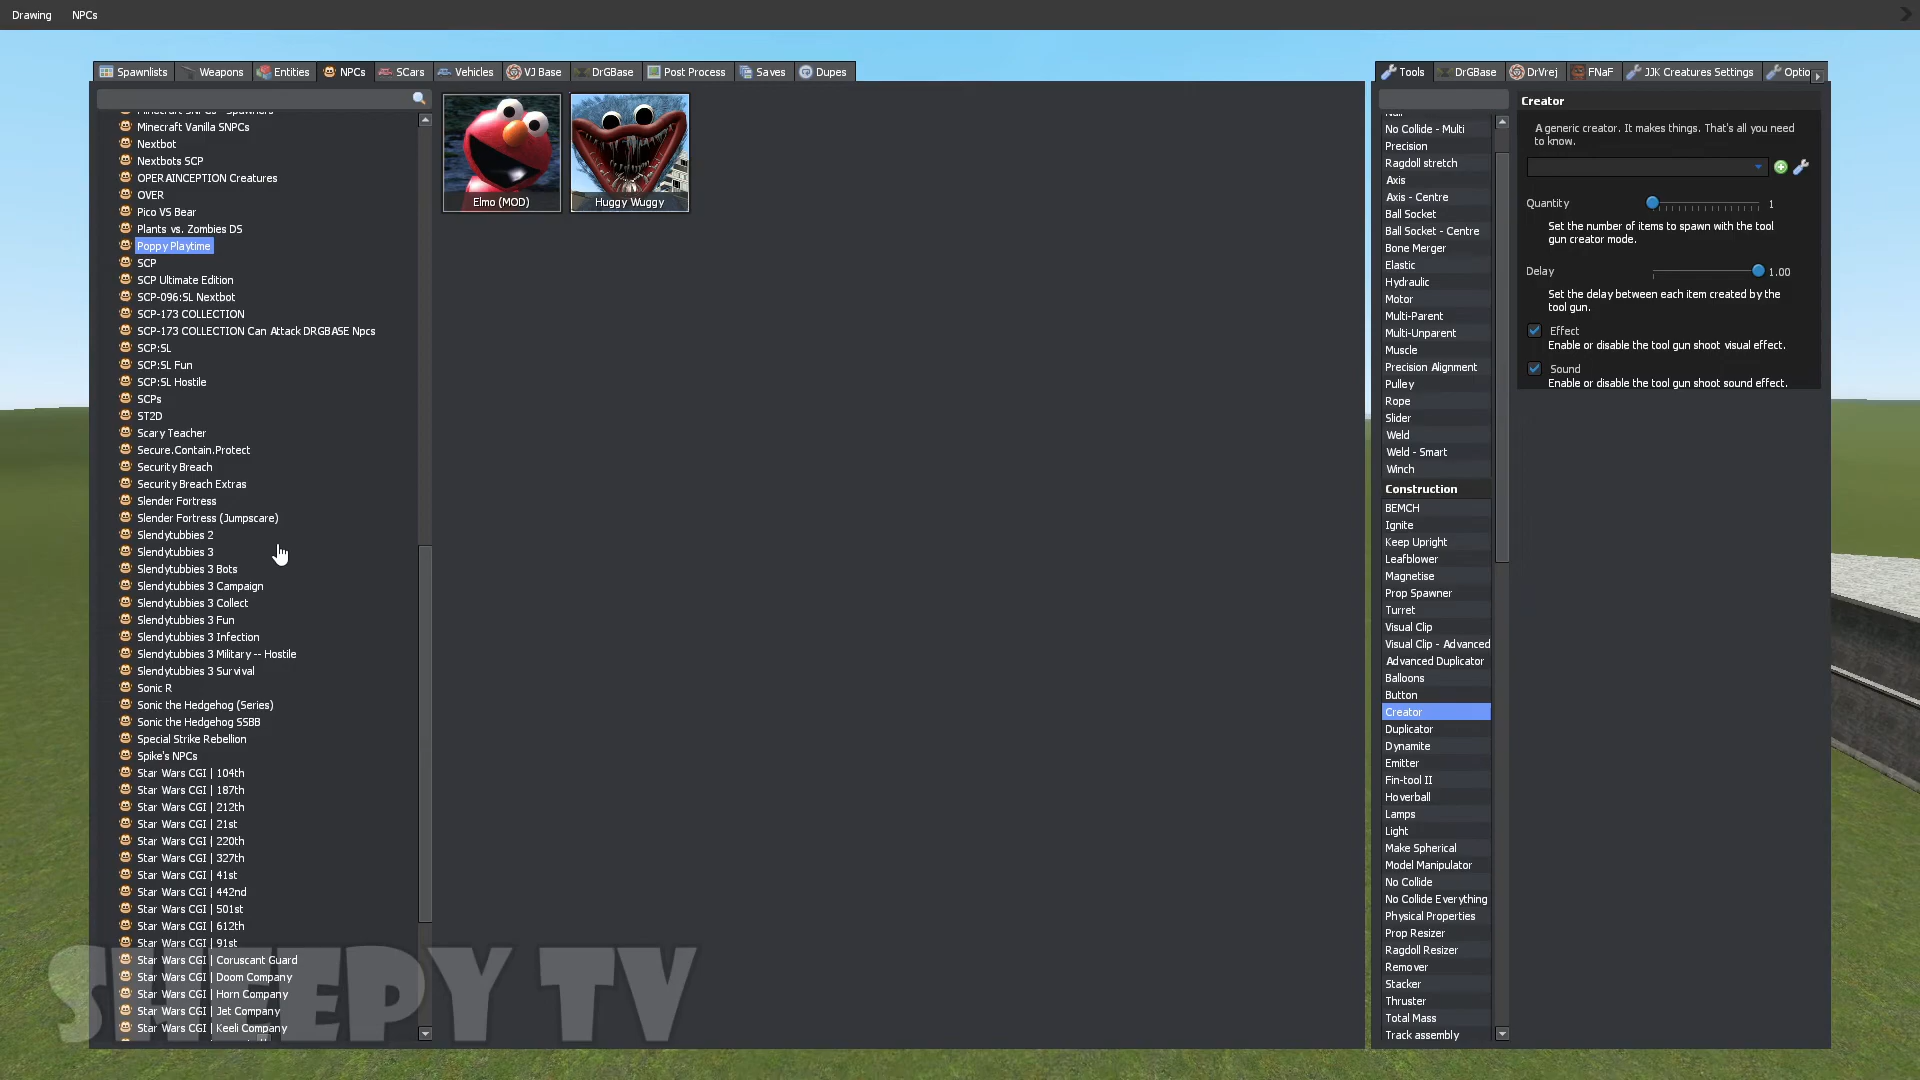 Drawing NPCs
Spawnlists Weapons Entities NPCs SCars Vehicles VJ Base DrGBase Post Process Saves Dupes
Minecraft SNPCs - Spawners
Minecraft Vanilla SNPCs
Nextbot
Nextbots SCP
OPERAINCEPTION Creatures
OVER
Pico VS Bear
Plants vs. Zombies DS
Poppy Playtime
SCP
SCP Ultimate Edition
SCP-096:SL Nextbot
SCP-173 COLLECTION
SCP-173 COLLECTION Can Attack DRGBASE Npcs
SCP:SL
SCP:SL Fun
SCP:SL Hostile
SCPs
ST2D
Scary Teacher
Secure.Contain.Protect
Security Breach
Security Breach Extras
Slender Fortress
Slender Fortress (Jumpscare)
Slendytubbies 2
Slendytubbies 3
Slendytubbies 3 Bots
Slendytubbies 3 Campaign
Slendytubbies 3 Collect
Slendytubbies 3 Fun
Slendytubbies 3 Infection
Slendytubbies 3 Military -- Hostile
Slendytubbies 3 Survival
Sonic R
Sonic the Hedgehog (Series)
Sonic the Hedgehog SSBB
Special Strike Rebellion
Spike's NPCs
Star Wars CGI | 104th
Star Wars CGI | 187th
Star Wars CGI | 212th
Star Wars CGI | 21st
Star Wars CGI | 220th
Star Wars CGI | 327th
Star Wars CGI | 41st
Star Wars CGI | 442nd
Star Wars CGI | 501st
Star Wars CGI | 612th
Star Wars CGI | 91st
Star Wars CGI | Coruscant Guard
Star Wars CGI | Doom Company
Star Wars CGI | Horn Company
Star Wars CGI | Jet Company
Star Wars CGI | Keeli Company
Elmo (MOD) Huggy Wuggy
SHEEPY TV
Tools DrGBase DrVrej FNaF JJK Creatures Settings Optio
No Collide - Multi
Precision
Ragdoll stretch
Axis
Axis - Centre
Ball Socket
Ball Socket - Centre
Bone Merger
Elastic
Hydraulic
Motor
Multi-Parent
Multi-Unparent
Muscle
Precision Alignment
Pulley
Rope
Slider
Weld
Weld - Smart
Winch
Construction
BEMCH
Ignite
Keep Upright
Leafblower
Magnetise
Prop Spawner
Turret
Visual Clip
Visual Clip - Advanced
Advanced Duplicator
Balloons
Button
Creator
Duplicator
Dynamite
Emitter
Fin-tool II
Hoverball
Lamps
Light
Make Spherical
Model Manipulator
No Collide
No Collide Everything
Physical Properties
Prop Resizer
Ragdoll Resizer
Remover
Stacker
Thruster
Total Mass
Track assembly
Creator
A generic creator. It makes things. That's all you need
to know.
Quantity 1
Set the number of items to spawn with the tool
gun creator mode.
Delay 1.00
Set the delay between each item created by the
tool gun.
Effect
Enable or disable the tool gun shoot visual effect.
Sound
Enable or disable the tool gun shoot sound effect.